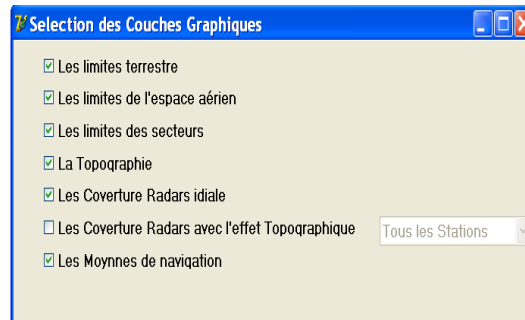 Selection des Couches Graphiques
Les limites terrestre
Les limites de l'espace aérien
Les limites des secteurs
La Topographie
Les Coverture Radars idiale
Les Coverture Radars avec l'effet Topographique Tous les Stations
Les Moynnes de navigation